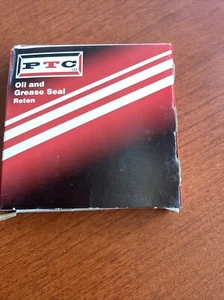 PTC
Oil and
Grease Seal
Reten